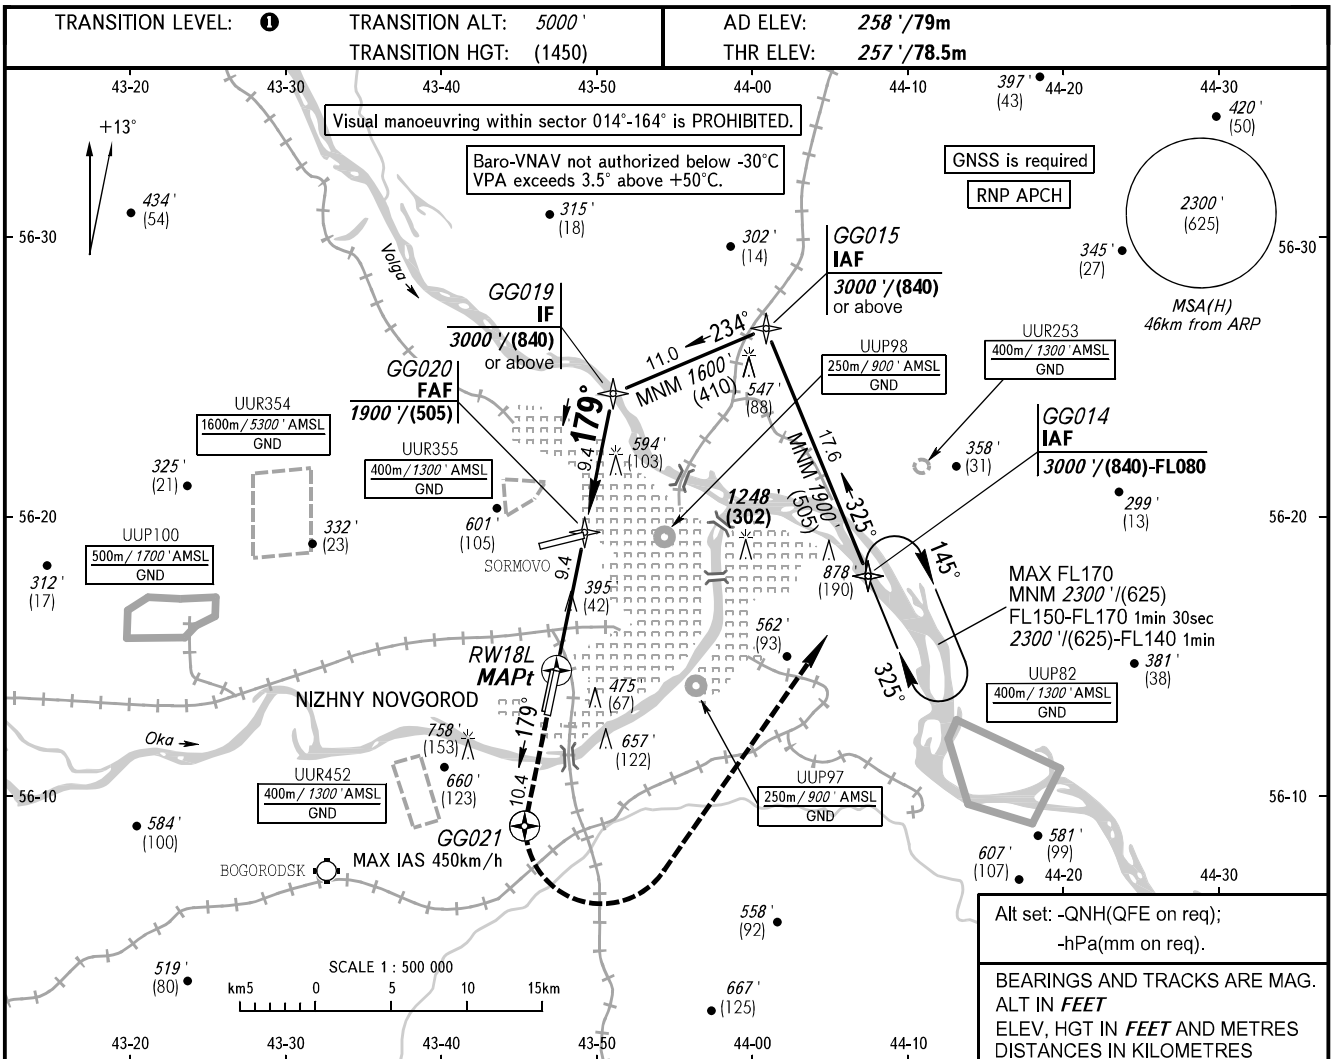 TRANSITION LEVEL: ❶
TRANSITION ALT: 5000 '
TRANSITION HGT: (1450)
AD ELEV: 258 '/79m
THR ELEV: 257 '/78.5m
43-20 43-30 43-40 43-50 44-00 44-10 44-20 44-30
+13°
Visual manoeuvring within sector 014°-164° is PROHIBITED.
Baro-VNAV not authorized below -30°C
VPA exceeds 3.5° above +50°C.
GNSS is required
RNP APCH
397 '
(43)
420 '
(50)
2300 '
(625)
MSA(H)
46km from ARP
434 '
(54)
315 '
(18)
302 '
(14)
345 '
(27)
56-30
56-30
Volga
GG015
IAF
3000 '/(840)
or above
GG019
IF
3000 '/(840)
or above
234°
11.0
MNM 1600 '
(410)
547 '
(88)
UUP98
250m/900 ' AMSL
GND
UUR253
400m/1300 ' AMSL
GND
GG020
FAF
1900 '/(505)
179°
9.4
UUR354
1600m/5300 ' AMSL
GND
UUR355
400m/1300 ' AMSL
GND
594 '
(103)
17.6
MNM 1900 '
(505)
325°
358 '
(31)
GG014
IAF
3000 '/(840)-FL080
325 '
(21)
601 '
(105)
1248 '
(302)
299 '
(13)
56-20
56-20
332 '
(23)
UUP100
500m/1700 ' AMSL
GND
SORMOVO
9.4
878 '
(190)
145°
312 '
(17)
395 '
(42)
MAX FL170
MNM 2300 '/(625)
FL150-FL170 1min 30sec
2300 '/(625)-FL140 1min
562 '
(93)
325°
381 '
(38)
RW18L
MAPt
475
(67)
NIZHNY NOVGOROD
UUP82
400m/1300 ' AMSL
GND
179°
Oka
758 '
(153)
657 '
(122)
660 '
(123)
UUR452
400m/1300 ' AMSL
GND
UUP97
250m/900 ' AMSL
GND
56-10
56-10
10.4
584 '
(100)
GG021
MAX IAS 450km/h
BOGORODSK
581 '
(99)
607 '
(107)
44-20 44-30
558 '
(92)
Alt set: -QNH(QFE on req);
-hPa(mm on req).
519 '
(80)
SCALE 1 : 500 000
km5 0 5 10 15km
667 '
(125)
BEARINGS AND TRACKS ARE MAG.
ALT IN FEET
ELEV, HGT IN FEET AND METRES
DISTANCES IN KILOMETRES
43-20 43-30 43-40 43-50 44-00 44-10